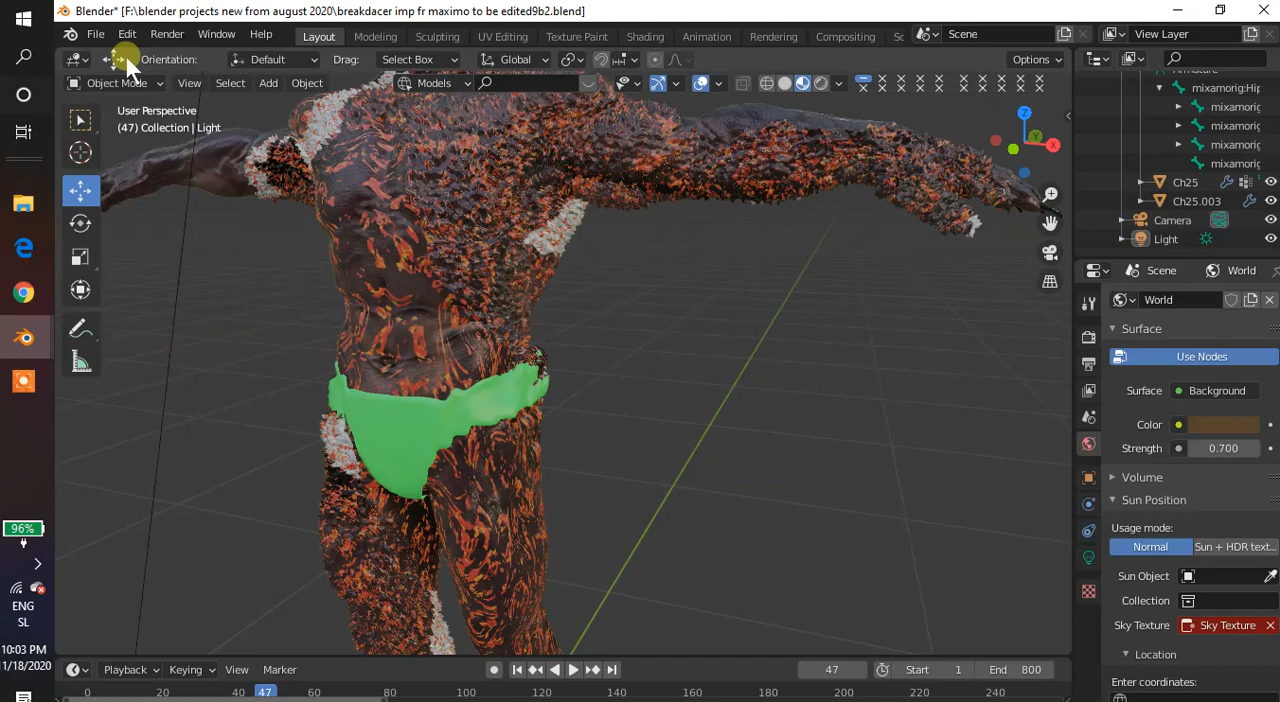 Blender* [F:\blender projects new from august 2020\breakdacer imp fr maximo to be edited9b2.blend]
File Edit Render Window Help Layout Modeling Sculpting UV Editing Texture Paint Shading Animation Rendering Compositing Sc Scene View Layer
Orientation: Default Drag: Select Box Global Options
Object Mode View Select Add Object Models
User Perspective
(47) Collection | Light
Z
Y
X
Armature
mixamorig:Hip
mixamorig
mixamorig
mixamorig
mixamorig
Ch25
Ch25.003
Camera
Light
Scene World
World
Surface
Use Nodes
Surface Background
Color
Strength 0.700
Volume
Sun Position
Usage mode:
Normal Sun + HDR text...
Sun Object
Collection
Sky Texture Sky Texture
Location
Enter coordinates:
96%
ENG
SL
10:03 PM
11/18/2020
Playback Keying View Marker 47 Start 1 End 800
0 20 40 47 60 80 100 120 140 160 180 200 220 240